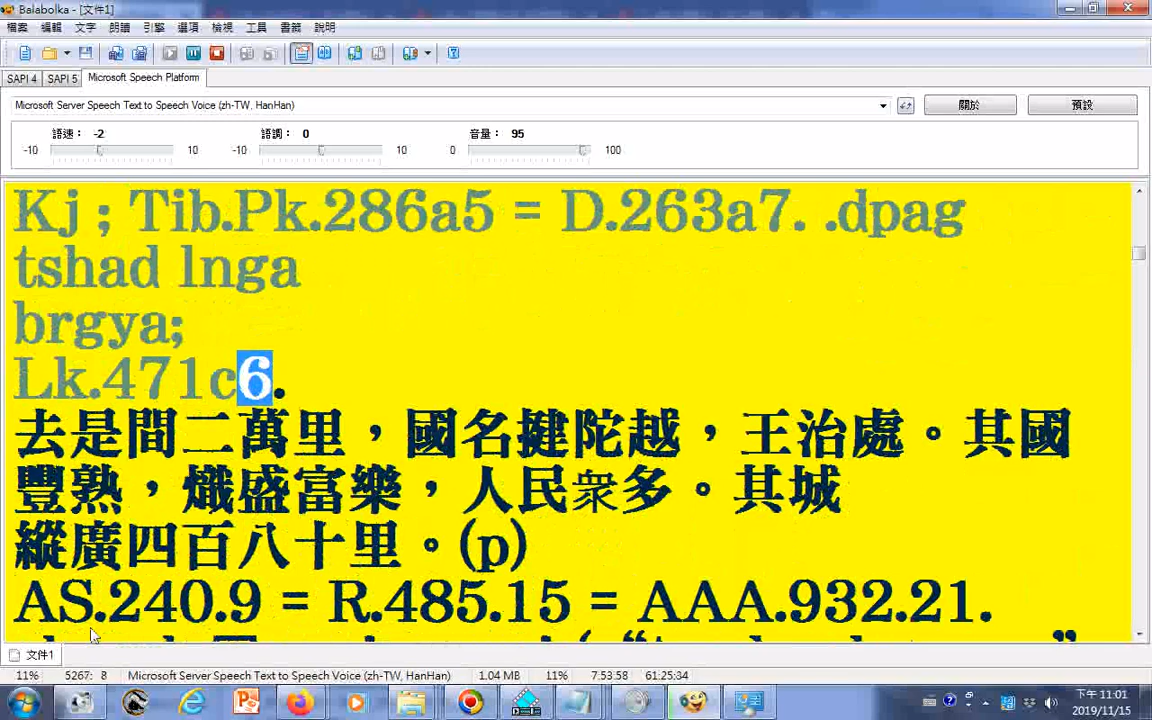 Balabolka - [文件1]
檔案 編輯 文字 朗讀 引擎 選項 檢視 工具 書籤 說明
SAPI 4 SAPI 5 Microsoft Speech Platform
Microsoft Server Speech Text to Speech Voice (zh-TW, HanHan) 關於 預設
語速: -2 語調: 0 音量: 95
-10 10 -10 10 0 100
Kj ; Tib.Pk.286a5 = D.263a7. .dpag
tshad lnga
brgya;
Lk.471c6.
去是間二萬里，國名揵陀越，王治處。其國
豐熟，熾盛富樂，人民衆多。其城
縱廣四百八十里。(p)
AS.240.9 = R.485.15 = AAA.932.21.
文件1
11% 5267: 8 Microsoft Server Speech Text to Speech Voice (zh-TW, HanHan) 1.04 MB 11% 7:53:58 61:25:34
下午 11:01
2019/11/15